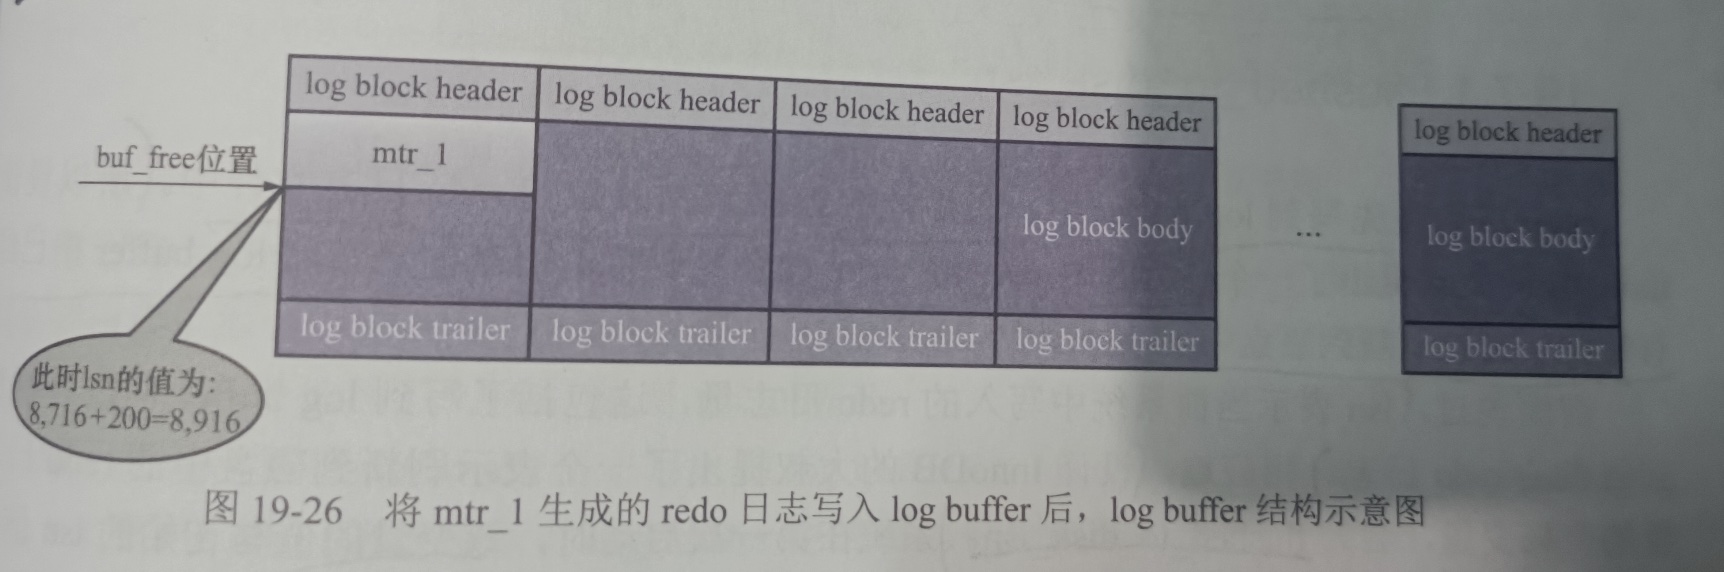 log block header
log block header
log block header
log block header
log block header
buf_free位置
mtr_1
log block body
...
log block body
log block trailer
log block trailer
log block trailer
log block trailer
log block trailer
此时lsn的值为:
8,716+200=8,916
图 19-26 将 mtr_1 生成的 redo 日志写入 log buffer 后，log buffer 结构示意图